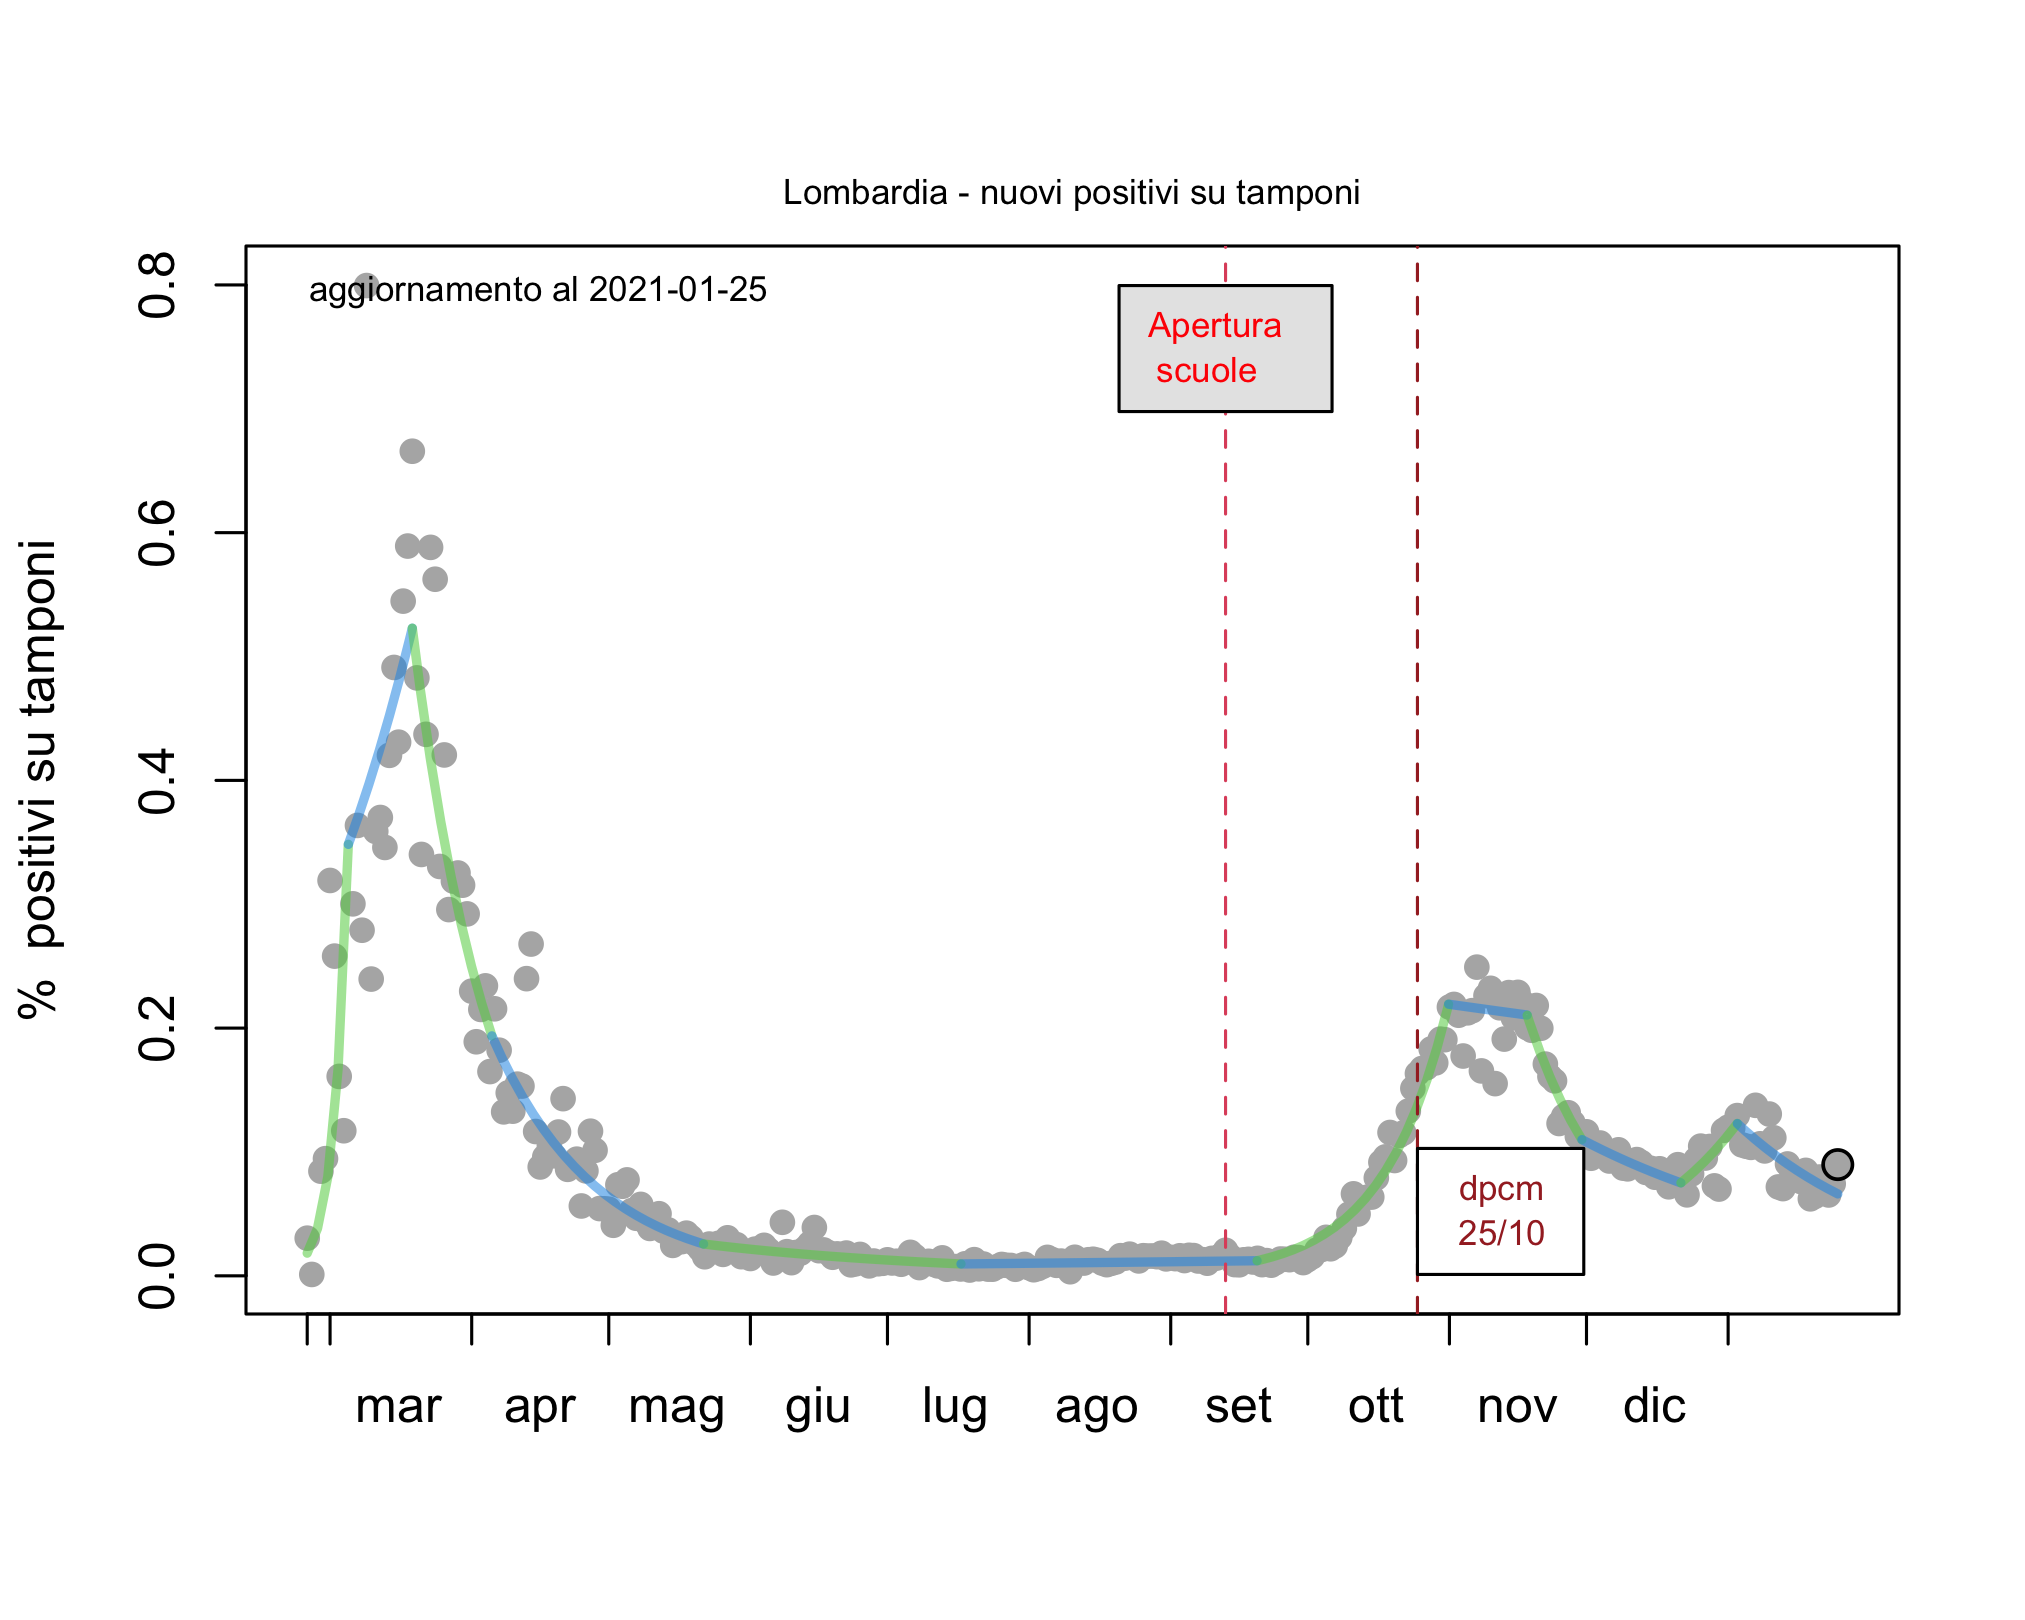 Lombardia - nuovi positivi su tamponi
aggiornamento al 2021-01-25
Apertura
scuole
dpcm
25/10
% positivi su tamponi
0.8
0.6
0.4
0.2
0.0
mar apr mag giu lug ago set ott nov dic